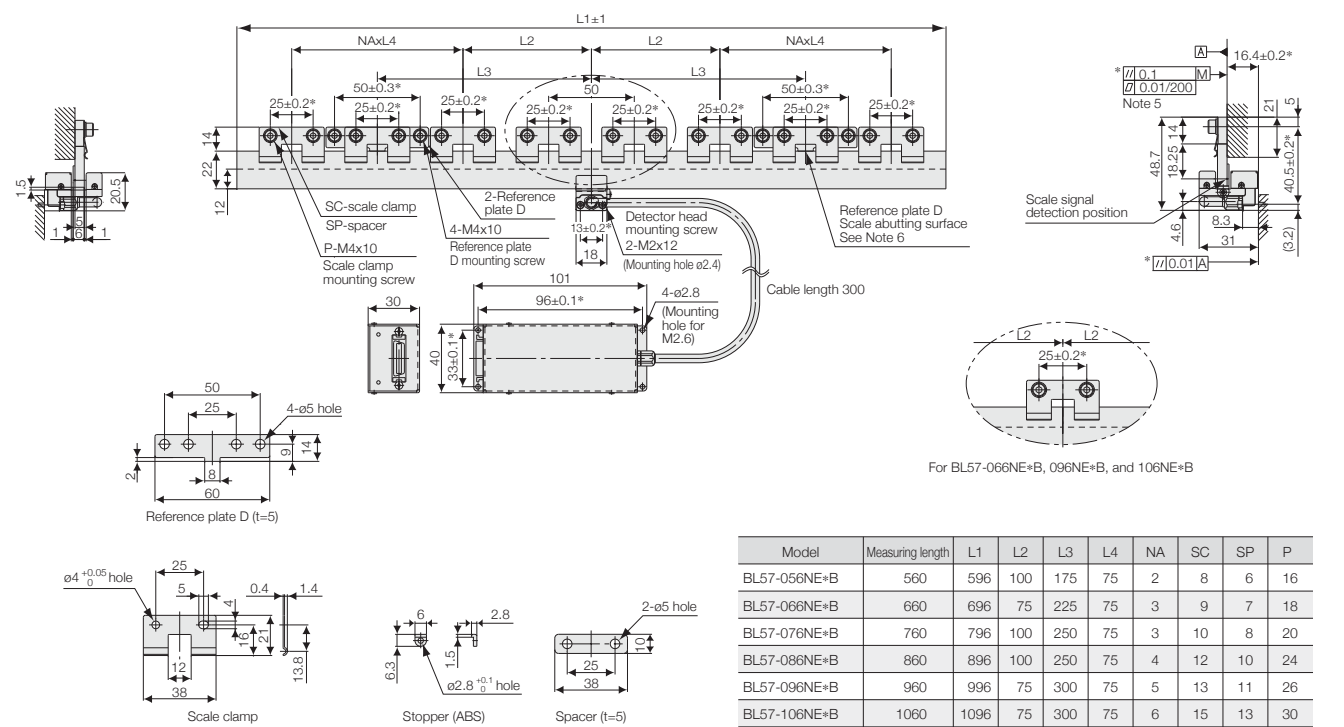 L1±1
NAxL4
L2
L2
NAxL4
L3
L3
50±0.3*
50
50±0.3*
25±0.2*
25±0.2*
25±0.2*
25±0.2*
25±0.2*
25±0.2*
25±0.2*
25±0.2*
14
22
12
SC-scale clamp
SP-spacer
P-M4x10
Scale clamp
mounting screw
2-Reference
plate D
4-M4x10
Reference plate
D mounting screw
13±0.2*
18
Detector head
mounting screw
2-M2x12
(Mounting hole ø2.4)
Reference plate D
Scale abutting surface
See Note 6
Cable length 300
1.5
20.5
1
6.5
1
A
16.4±0.2*
* // 0.1 M
⏥ 0.01/200
Note 5
21
5
14
48.7
18.25
40.5±0.2*
Scale signal
detection position
4.6
8.3
31
(3.2)
* // 0.01 A
30
101
96±0.1*
40
33±0.1*
4-ø2.8
(Mounting
hole for
M2.6)
L2
L2
25±0.2*
For BL57-066NE*B, 096NE*B, and 106NE*B
50
25
4-ø5 hole
9
14
2
8
60
Reference plate D (t=5)
ø4 +0.05 0 hole
25
5
4
0.4
1.4
16
21
12
38
13.8
Scale clamp
6
2.8
6.3
1.5
ø2.8 +0.1 0 hole
Stopper (ABS)
2-ø5 hole
10
25
38
Spacer (t=5)
Model Measuring length L1 L2 L3 L4 NA SC SP P
BL57-056NE*B 560 596 100 175 75 2 8 6 16
BL57-066NE*B 660 696 75 225 75 3 9 7 18
BL57-076NE*B 760 796 100 250 75 3 10 8 20
BL57-086NE*B 860 896 100 250 75 4 12 10 24
BL57-096NE*B 960 996 75 300 75 5 13 11 26
BL57-106NE*B 1060 1096 75 300 75 6 15 13 30